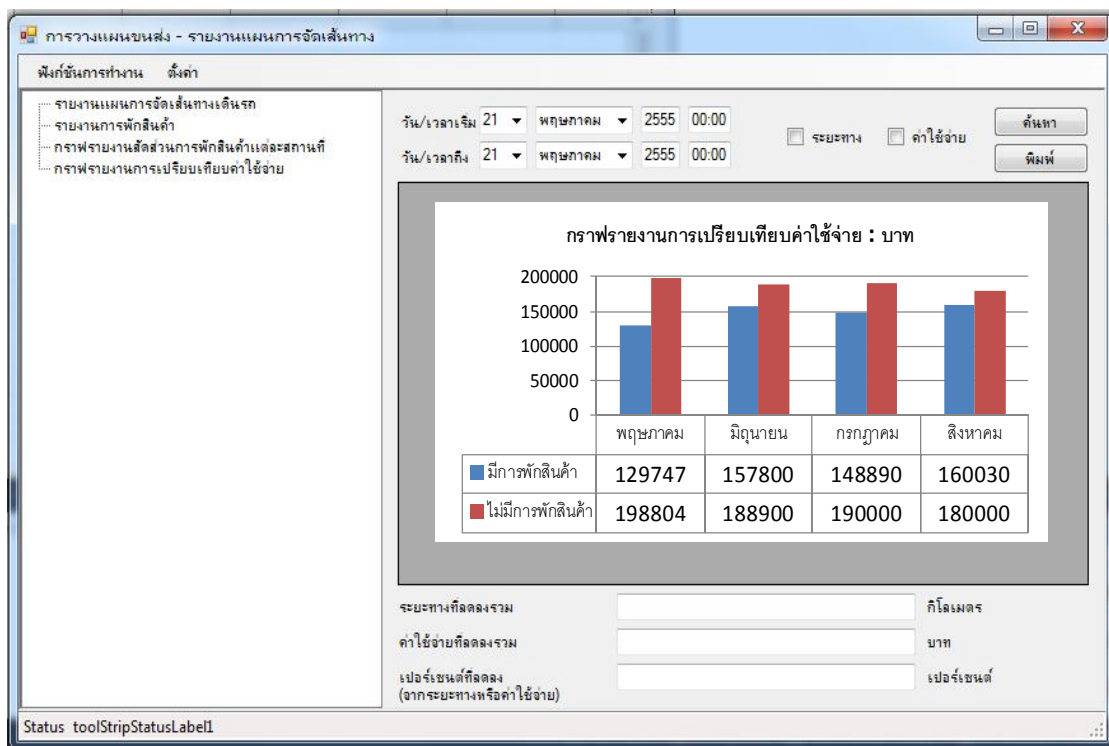 การวางแผนขนส่ง - รายงานแผนการจัดเส้นทาง
ฟังก์ชันการทำงาน ตั้งค่า
รายงานแผนการจัดเส้นทางเดินรถ
รายงานการพักสินค้า
กราฟรายงานสัดส่วนการพักสินค้าแต่ละสถานที่
กราฟรายงานการเปรียบเทียบค่าใช้จ่าย
วัน/เวลาเริ่ม 21 พฤษภาคม 2555 00:00 ระยะทาง ค่าใช้จ่าย ค้นหา
วัน/เวลาถึง 21 พฤษภาคม 2555 00:00 พิมพ์
กราฟรายงานการเปรียบเทียบค่าใช้จ่าย : บาท
200000
150000
100000
50000
0
พฤษภาคม มิถุนายน กรกฎาคม สิงหาคม
มีการพักสินค้า 129747 157800 148890 160030
ไม่มีการพักสินค้า 198804 188900 190000 180000
ระยะทางที่ลดลงรวม กิโลเมตร
ค่าใช้จ่ายที่ลดลงรวม บาท
เปอร์เซนต์ที่ลดลง เปอร์เซนต์
(จากระยะทางหรือค่าใช้จ่าย)
Status toolStripStatusLabel1